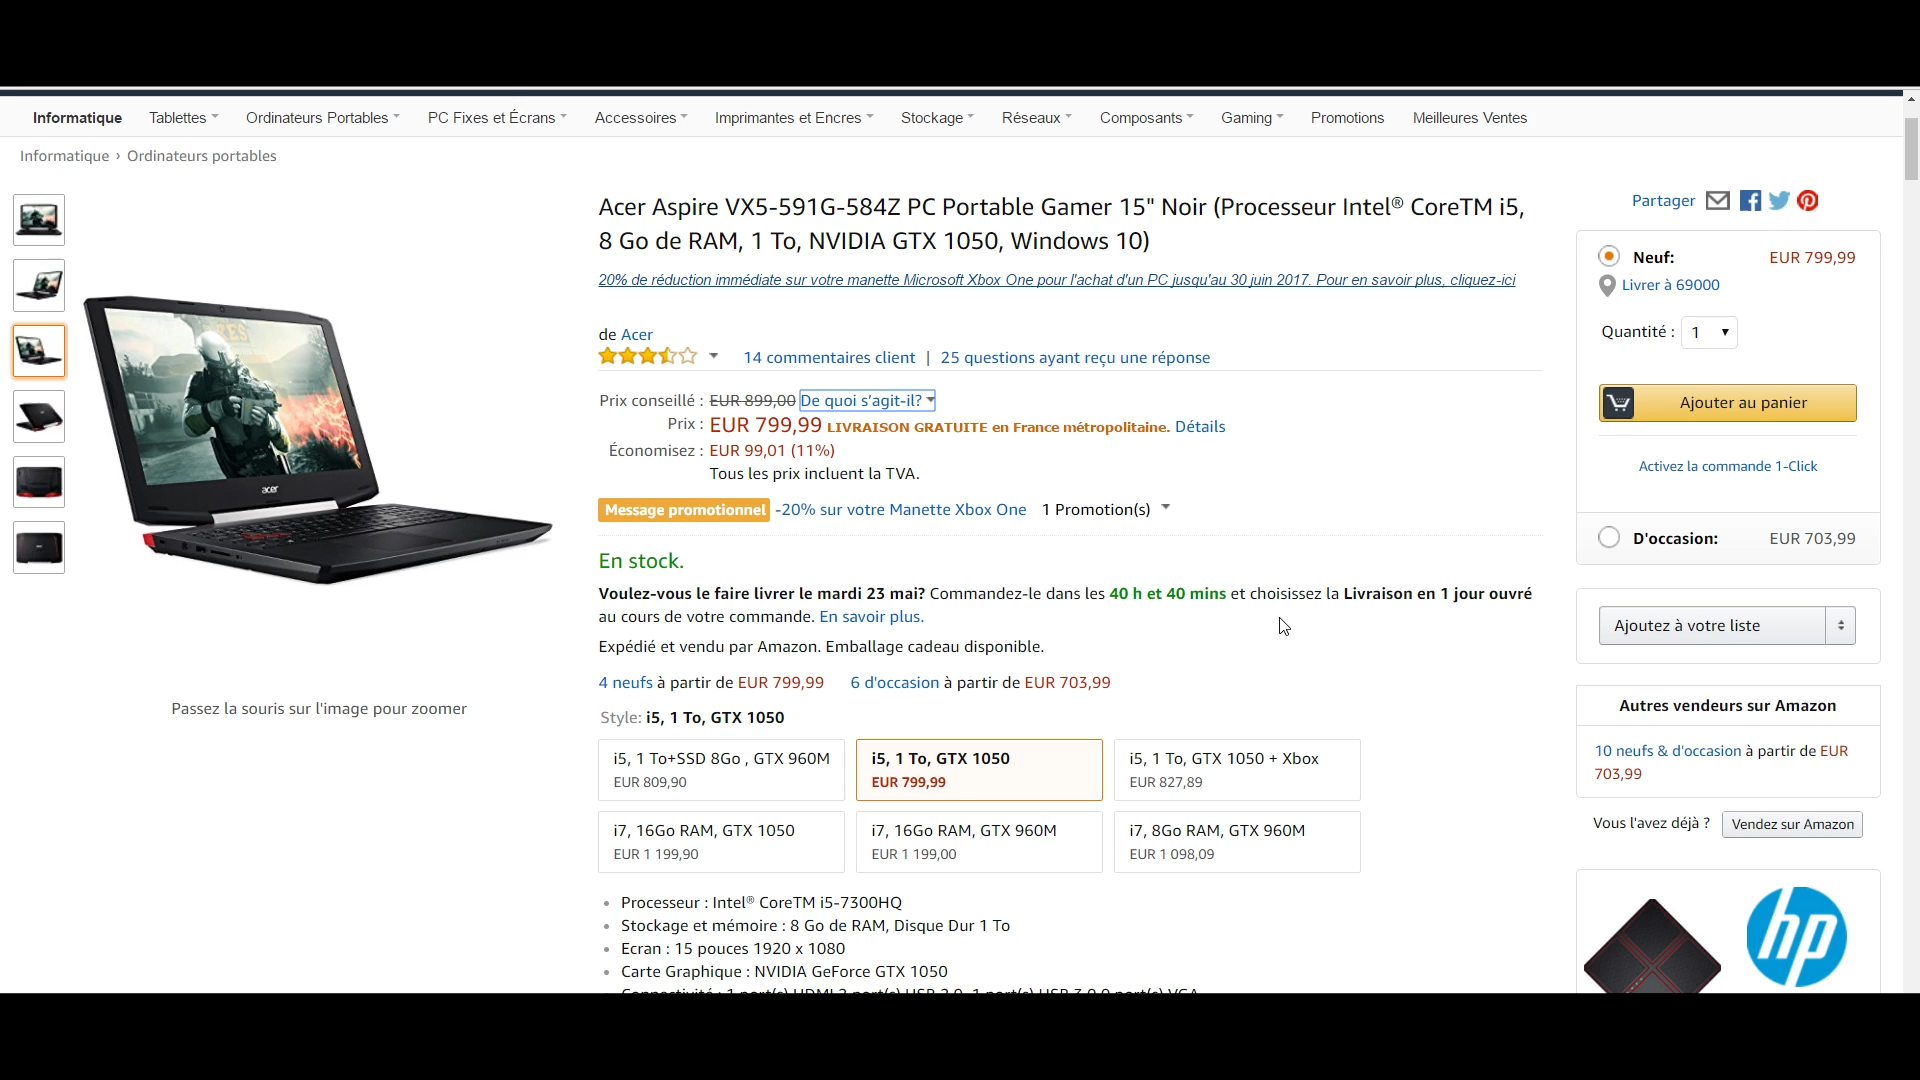 Informatique Tablettes Ordinateurs Portables PC Fixes et Écrans Accessoires Imprimantes et Encres Stockage Réseaux Composants Gaming Promotions Meilleures Ventes
Informatique › Ordinateurs portables
Acer Aspire VX5-591G-584Z PC Portable Gamer 15" Noir (Processeur Intel® CoreTM i5,
8 Go de RAM, 1 To, NVIDIA GTX 1050, Windows 10)
20% de réduction immédiate sur votre manette Microsoft Xbox One pour l'achat d'un PC jusqu'au 30 juin 2017. Pour en savoir plus, cliquez-ici
de Acer
14 commentaires client | 25 questions ayant reçu une réponse
Prix conseillé : EUR 899,00 De quoi s'agit-il?
Prix : EUR 799,99 LIVRAISON GRATUITE en France métropolitaine. Détails
Économisez : EUR 99,01 (11%)
Tous les prix incluent la TVA.
Message promotionnel -20% sur votre Manette Xbox One 1 Promotion(s)
En stock.
Voulez-vous le faire livrer le mardi 23 mai? Commandez-le dans les 40 h et 40 mins et choisissez la Livraison en 1 jour ouvré
au cours de votre commande. En savoir plus.
Expédié et vendu par Amazon. Emballage cadeau disponible.
4 neufs à partir de EUR 799,99 6 d'occasion à partir de EUR 703,99
Style: i5, 1 To, GTX 1050
i5, 1 To+SSD 8Go , GTX 960M
EUR 809,90
i5, 1 To, GTX 1050
EUR 799,99
i5, 1 To, GTX 1050 + Xbox
EUR 827,89
i7, 16Go RAM, GTX 1050
EUR 1 199,90
i7, 16Go RAM, GTX 960M
EUR 1 199,00
i7, 8Go RAM, GTX 960M
EUR 1 098,09
Processeur : Intel® CoreTM i5-7300HQ
Stockage et mémoire : 8 Go de RAM, Disque Dur 1 To
Ecran : 15 pouces 1920 x 1080
Carte Graphique : NVIDIA GeForce GTX 1050
acer
Passez la souris sur l'image pour zoomer
Partager
Neuf: EUR 799,99
Livrer à 69000
Quantité : 1
Ajouter au panier
Activez la commande 1-Click
D'occasion: EUR 703,99
Ajoutez à votre liste
Autres vendeurs sur Amazon
10 neufs & d'occasion à partir de EUR
703,99
Vous l'avez déjà ? Vendez sur Amazon
hp